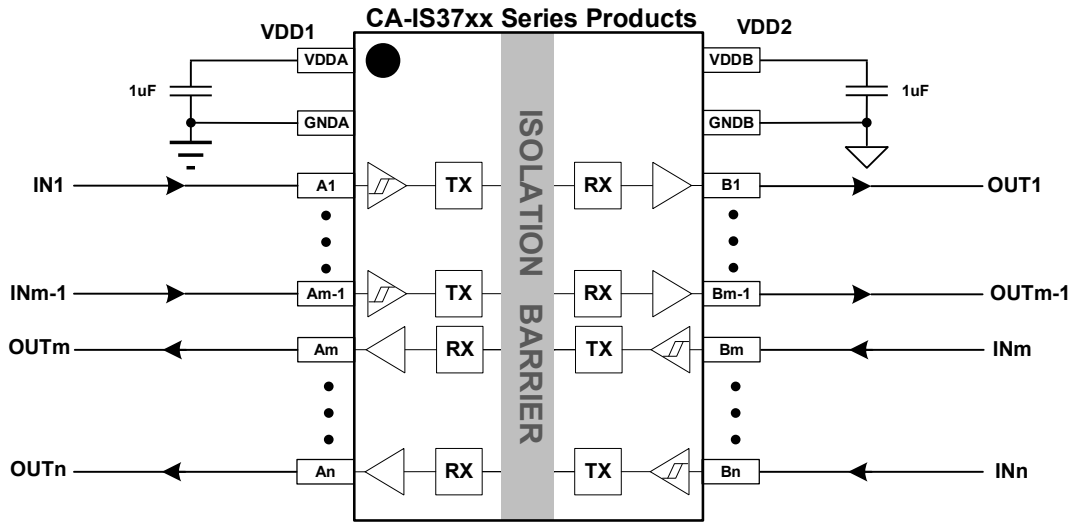 CA-IS37xx Series Products
VDD1
VDD2
VDDA
VDDB
1uF
1uF
GNDA
GNDB
ISOLATION BARRIER
IN1
A1
TX
RX
B1
OUT1
INm-1
Am-1
TX
RX
Bm-1
OUTm-1
OUTm
Am
RX
TX
Bm
INm
OUTn
An
RX
TX
Bn
INn